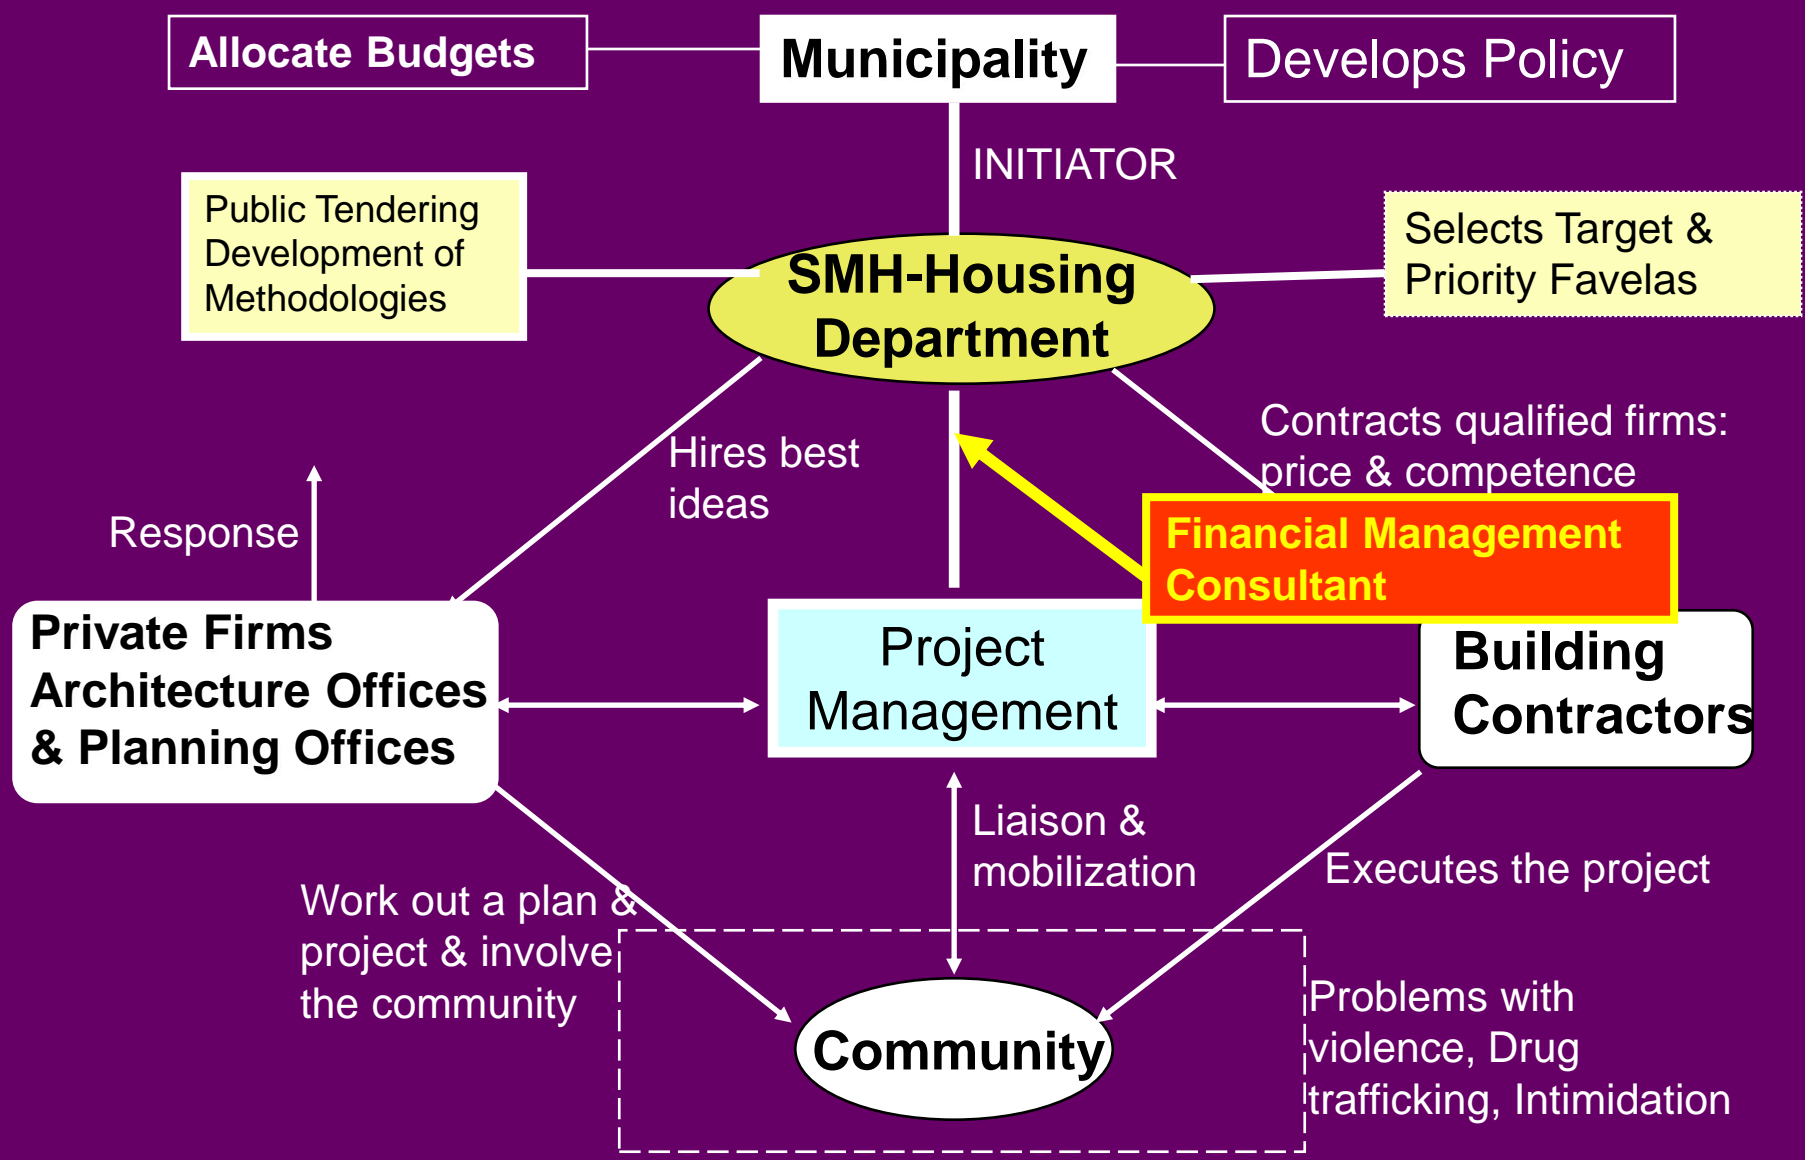 Allocate Budgets
Municipality
Develops Policy
INITIATOR
Public Tendering
Development of
Methodologies
SMH-Housing
Department
Selects Target &
Priority Favelas
Hires best
ideas
Contracts qualified firms:
price & competence
Response
Financial Management
Consultant
Private Firms
Architecture Offices
& Planning Offices
Project
Management
Building
Contractors
Liaison &
mobilization
Executes the project
Work out a plan &
project & involve
the community
Community
Problems with
violence, Drug
trafficking, Intimidation